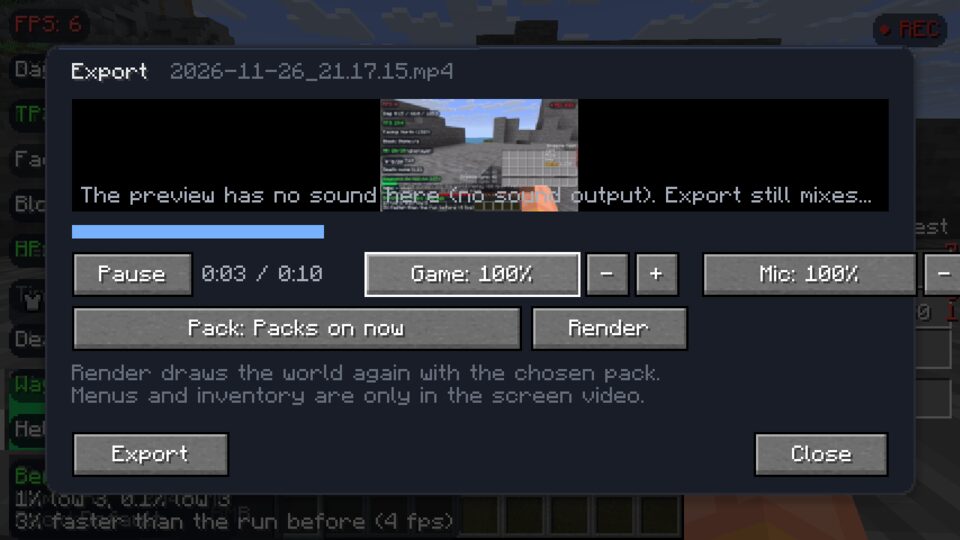 FPS: 6
REC
Export 2026-11-26_21.17.15.mp4
The preview has no sound here (no sound output). Export still mixes...
Pause 0:03 / 0:10 Game: 100% - + Mic: 100% -
Pack: Packs on now Render
Render draws the world again with the chosen pack.
Menus and inventory are only in the screen video.
Export Close
1% low 3, 0.1% low 3
3% faster than the run before (4 fps)